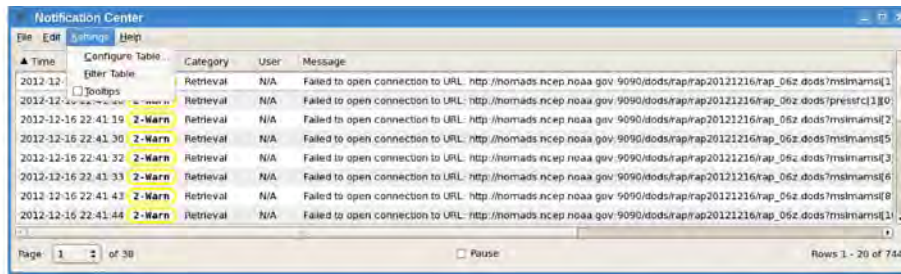 Notification Center
File Edit Settings Help
Configure Table...
Filter Table
Tooltips
▲ Time Category User Message
2012-12- Retrieval N/A Failed to open connection to URL: http://nomads.ncep.noaa.gov:9090/dods/rap/rap20121216/rap_06z.dods?mslmamsl[1
2-Warn Retrieval N/A Failed to open connection to URL: http://nomads.ncep.noaa.gov:9090/dods/rap/rap20121216/rap_06z.dods?pressfc[1][0
2012-12-16 22:41:19 2-Warn Retrieval N/A Failed to open connection to URL: http://nomads.ncep.noaa.gov:9090/dods/rap/rap20121216/rap_06z.dods?mslmamsl[2
2012-12-16 22:41:30 2-Warn Retrieval N/A Failed to open connection to URL: http://nomads.ncep.noaa.gov:9090/dods/rap/rap20121216/rap_06z.dods?mslmamsl[5
2012-12-16 22:41:32 2-Warn Retrieval N/A Failed to open connection to URL: http://nomads.ncep.noaa.gov:9090/dods/rap/rap20121216/rap_06z.dods?mslmamsl[3
2012-12-16 22:41:33 2-Warn Retrieval N/A Failed to open connection to URL: http://nomads.ncep.noaa.gov:9090/dods/rap/rap20121216/rap_06z.dods?mslmamsl[6
2012-12-16 22:41:43 2-Warn Retrieval N/A Failed to open connection to URL: http://nomads.ncep.noaa.gov:9090/dods/rap/rap20121216/rap_06z.dods?mslmamsl[8
2012-12-16 22:41:44 2-Warn Retrieval N/A Failed to open connection to URL: http://nomads.ncep.noaa.gov:9090/dods/rap/rap20121216/rap_06z.dods?mslmamsl[1
Page 1 of 38 Pause Rows 1 - 20 of 744